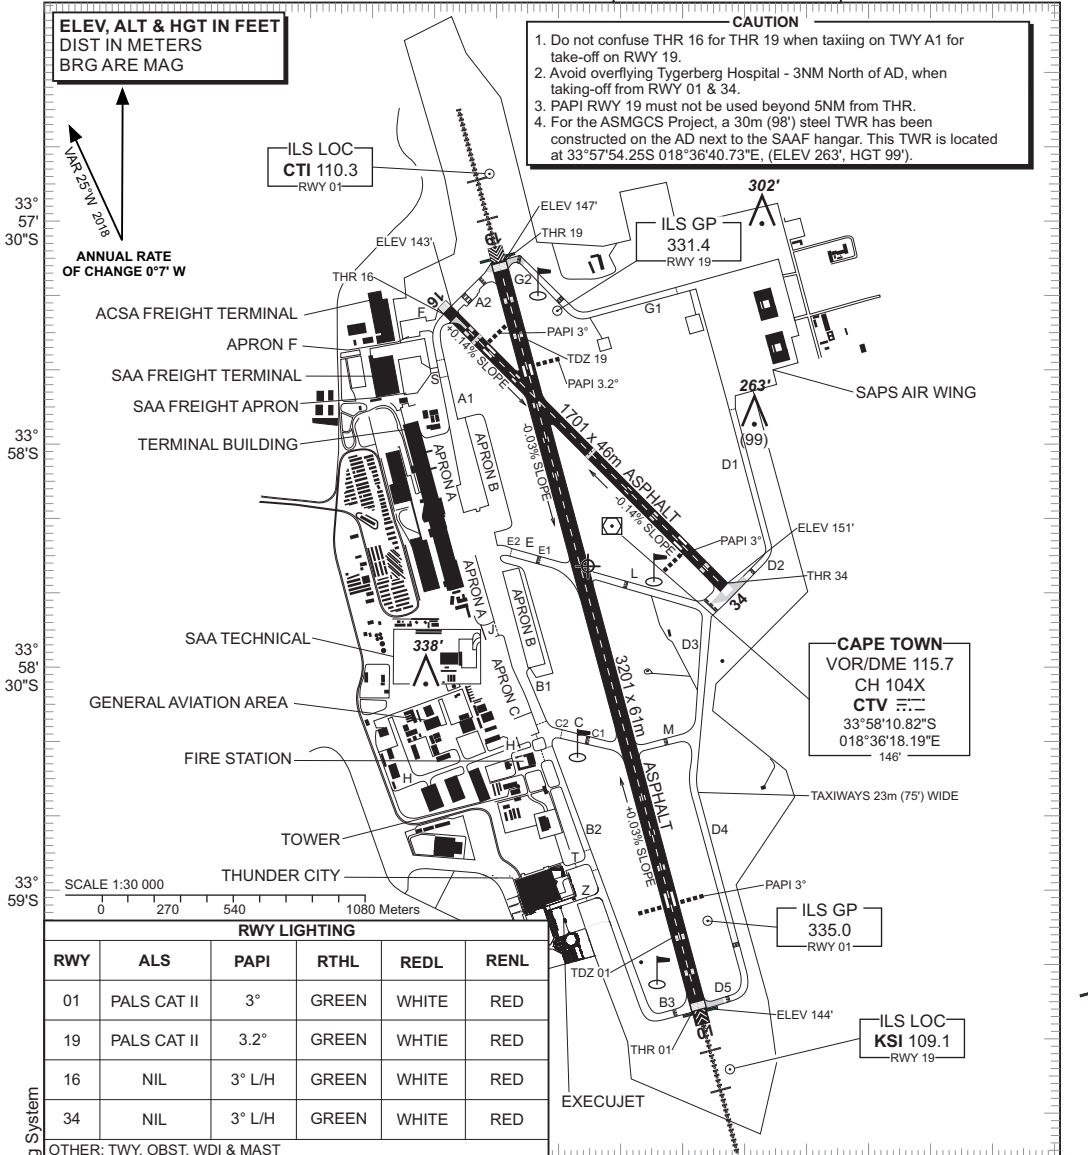 ELEV, ALT & HGT IN FEET
DIST IN METERS
BRG ARE MAG
CAUTION
1. Do not confuse THR 16 for THR 19 when taxiing on TWY A1 for
take-off on RWY 19.
2. Avoid overflying Tygerberg Hospital - 3NM North of AD, when
taking-off from RWY 01 & 34.
3. PAPI RWY 19 must not be used beyond 5NM from THR.
4. For the ASMGCS Project, a 30m (98') steel TWR has been
constructed on the AD next to the SAAF hangar. This TWR is located
at 33°57'54.25S 018°36'40.73"E, (ELEV 263', HGT 99').
VAR 25°W 2018
ANNUAL RATE
OF CHANGE 0°7' W
ILS LOC
CTI 110.3
RWY 01
33°
57'
30"S
ELEV 147'
THR 19
19
ELEV 143'
THR 16
16
ILS GP
331.4
RWY 19
302'
G2
A2
F
G1
ACSA FREIGHT TERMINAL
APRON F
SAA FREIGHT TERMINAL
SAA FREIGHT APRON
TERMINAL BUILDING
+0.14% SLOPE
PAPI 3°
TDZ 19
PAPI 3.2°
S
A1
SAPS AIR WING
263'
(99)
33°
58'S
APRON A
APRON B
-0.03% SLOPE
1701 x 46m ASPHALT
-0.14% SLOPE
D1
ELEV 151'
PAPI 3°
D2
THR 34
34
E2
E
E1
L
APRON A
APRON B
J
D3
33°
58'
30"S
SAA TECHNICAL
338'
GENERAL AVIATION AREA
FIRE STATION
TOWER
THUNDER CITY
APRON C
B1
3201 x 61m
ASPHALT
CAPE TOWN
VOR/DME 115.7
CH 104X
CTV
33°58'10.82"S
018°36'18.19"E
146'
C2
C
C1
M
H
H
TAXIWAYS 23m (75') WIDE
B2
D4
+0.03% SLOPE
T
Z
PAPI 3°
33°
59'S
SCALE 1:30 000
0
270
540
1080 Meters
ILS GP
335.0
RWY 01
TDZ 01
B3
D5
ELEV 144'
THR 01
01
ILS LOC
KSI 109.1
RWY 19
EXECUJET
RWY LIGHTING
RWY ALS PAPI RTHL REDL RENL
01 PALS CAT II 3° GREEN WHITE RED
19 PALS CAT II 3.2° GREEN WHTIE RED
16 NIL 3° L/H GREEN WHITE RED
34 NIL 3° L/H GREEN WHITE RED
OTHER: TWY, OBST, WDI & MAST
g System